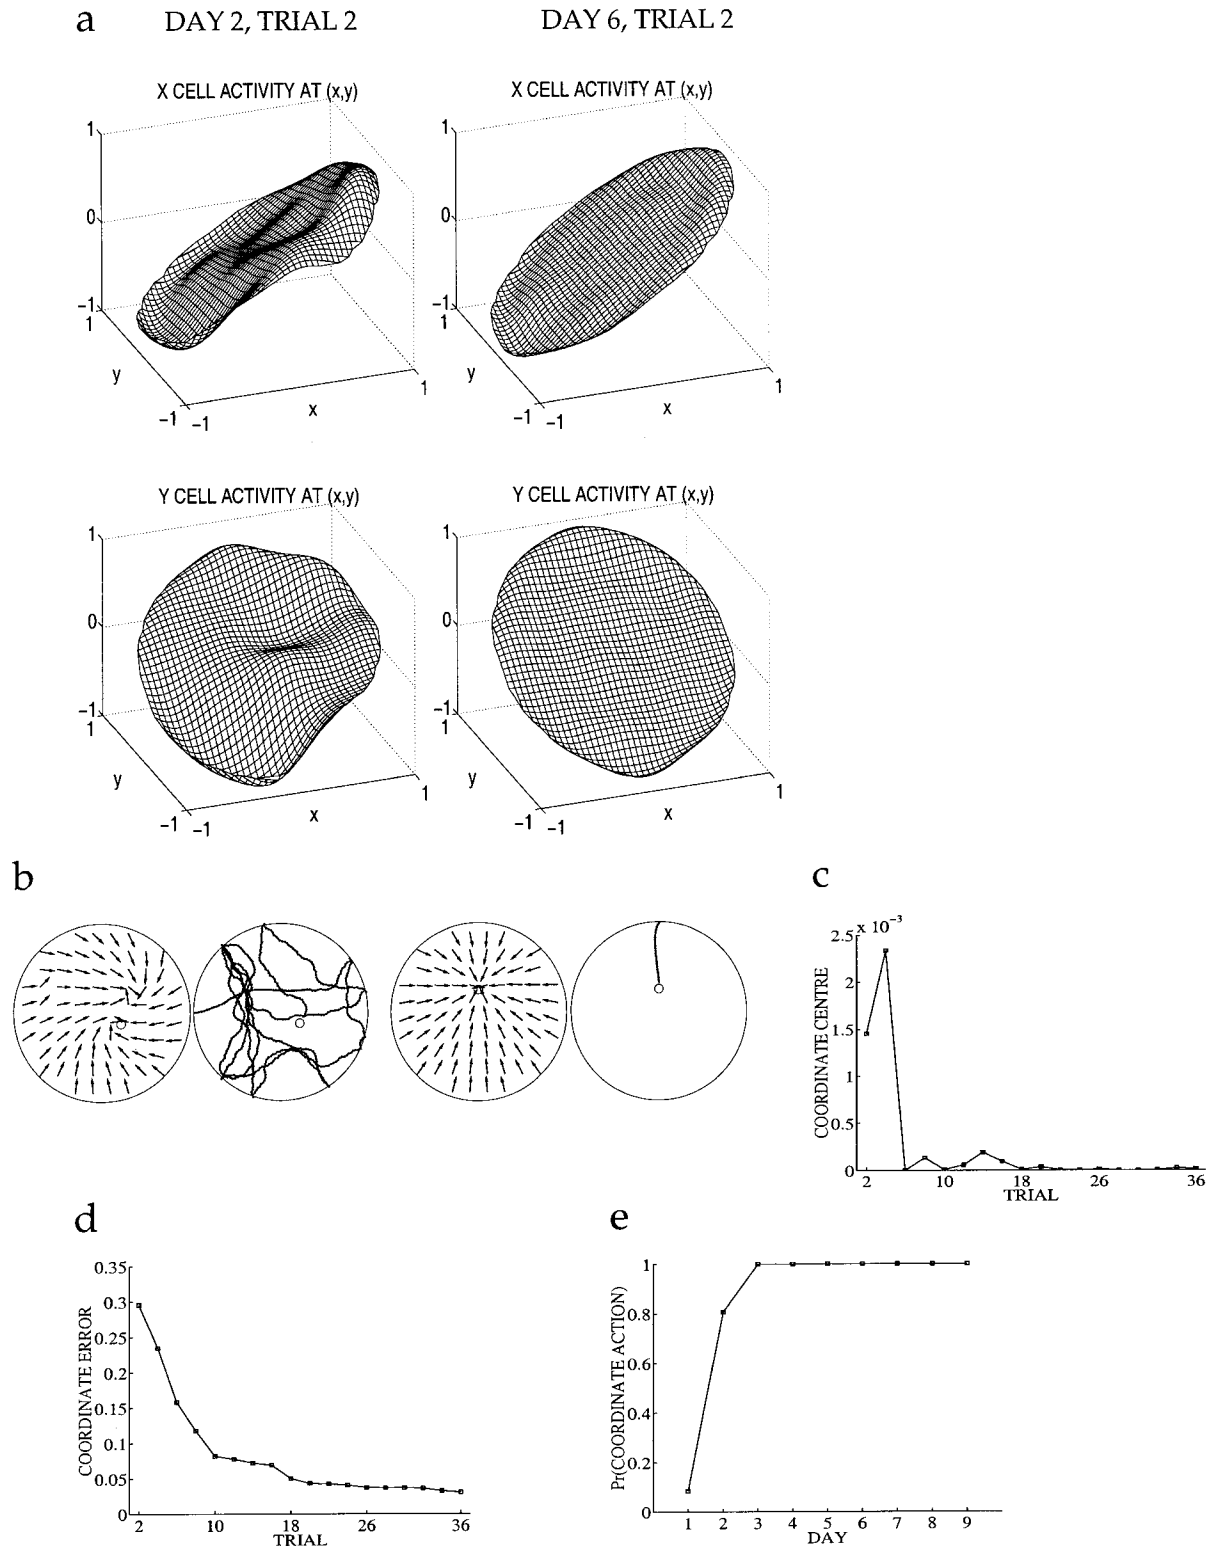 a DAY 2, TRIAL 2 DAY 6, TRIAL 2
X CELL ACTIVITY AT (x,y) X CELL ACTIVITY AT (x,y)
1 1
0 0
−1 −1
1 1
y y
−1 −1 −1 −1
x x
1 1
Y CELL ACTIVITY AT (x,y) Y CELL ACTIVITY AT (x,y)
1 1
0 0
−1 −1
1 1
y y
−1 −1 −1 −1
x x
1 1
b
c
x 10⁻³
2.5
2
1.5
1
0.5
0
COORDINATE CENTRE
2 10 18 26 36
TRIAL
d
0.35
0.3
0.25
0.2
0.15
0.1
0.05
0
COORDINATE ERROR
2 10 18 26 36
TRIAL
e
1
0.8
0.6
0.4
0.2
0
Pr(COORDINATE ACTION)
1 2 3 4 5 6 7 8 9
DAY